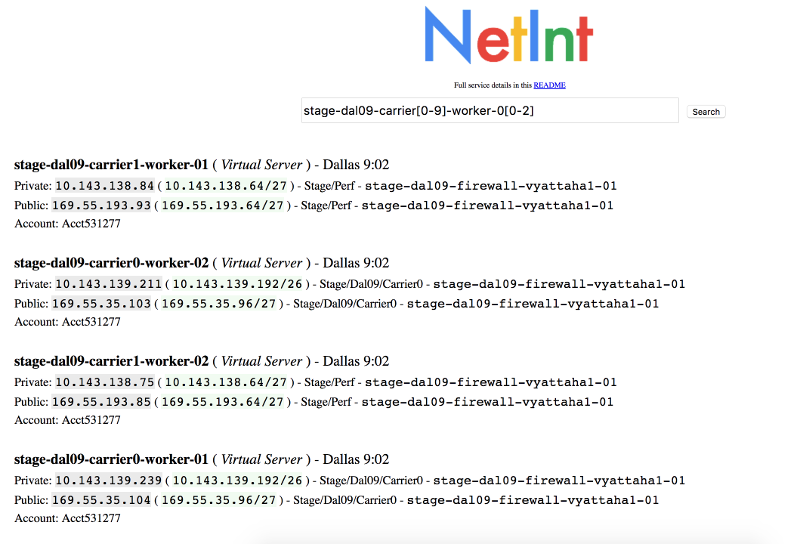 NetInt
Full service details in this README
stage-dal09-carrier[0-9]-worker-0[0-2]
Search
stage-dal09-carrier1-worker-01 ( Virtual Server ) - Dallas 9:02
Private: 10.143.138.84 ( 10.143.138.64/27 ) - Stage/Perf - stage-dal09-firewall-vyattaha1-01
Public: 169.55.193.93 ( 169.55.193.64/27 ) - Stage/Perf - stage-dal09-firewall-vyattaha1-01
Account: Acct531277
stage-dal09-carrier0-worker-02 ( Virtual Server ) - Dallas 9:02
Private: 10.143.139.211 ( 10.143.139.192/26 ) - Stage/Dal09/Carrier0 - stage-dal09-firewall-vyattaha1-01
Public: 169.55.35.103 ( 169.55.35.96/27 ) - Stage/Dal09/Carrier0 - stage-dal09-firewall-vyattaha1-01
Account: Acct531277
stage-dal09-carrier1-worker-02 ( Virtual Server ) - Dallas 9:02
Private: 10.143.138.75 ( 10.143.138.64/27 ) - Stage/Perf - stage-dal09-firewall-vyattaha1-01
Public: 169.55.193.85 ( 169.55.193.64/27 ) - Stage/Perf - stage-dal09-firewall-vyattaha1-01
Account: Acct531277
stage-dal09-carrier0-worker-01 ( Virtual Server ) - Dallas 9:02
Private: 10.143.139.239 ( 10.143.139.192/26 ) - Stage/Dal09/Carrier0 - stage-dal09-firewall-vyattaha1-01
Public: 169.55.35.104 ( 169.55.35.96/27 ) - Stage/Dal09/Carrier0 - stage-dal09-firewall-vyattaha1-01
Account: Acct531277